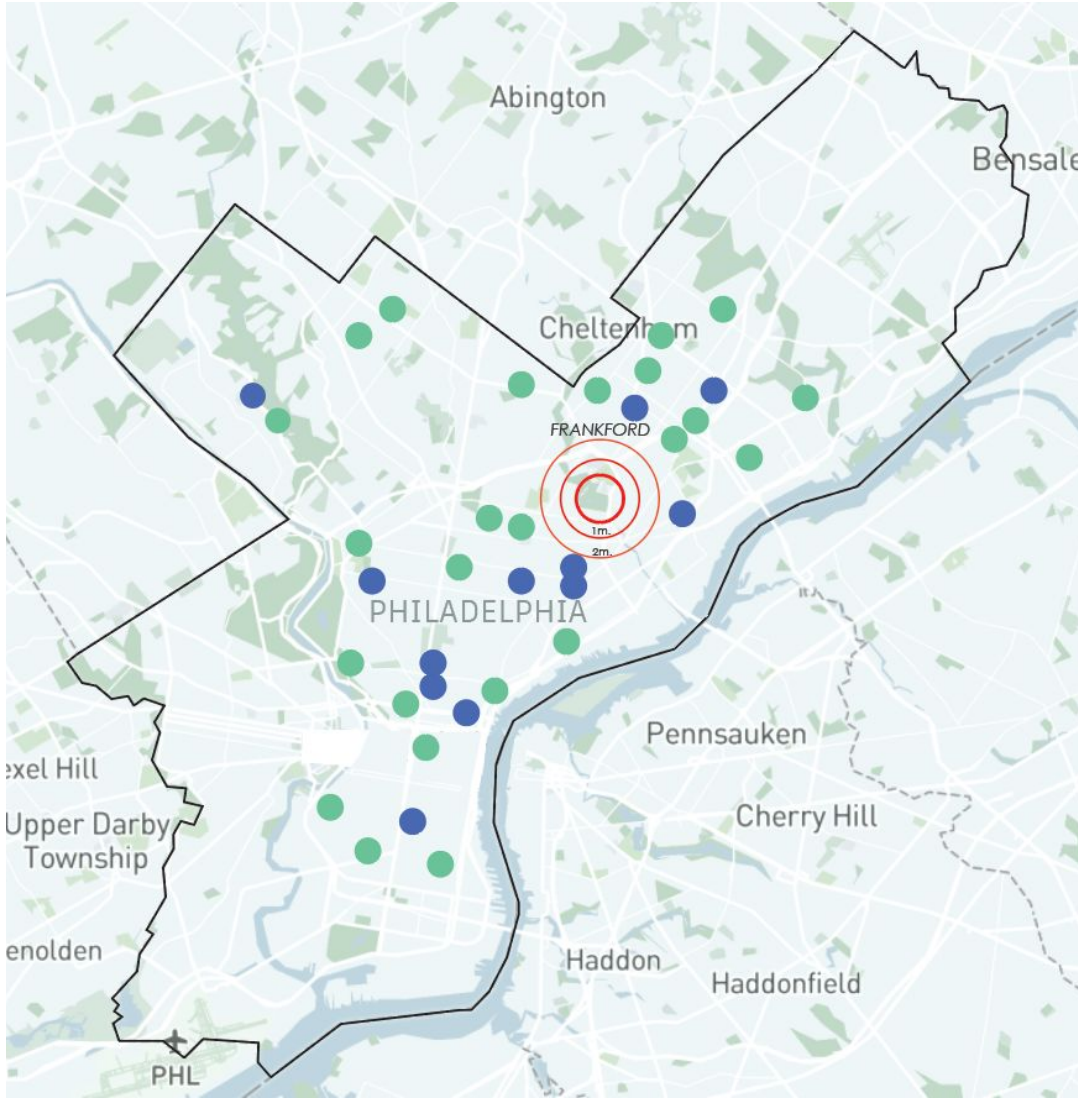 Abington
Bensale
Cheltenham
FRANKFORD
1m.
2m.
PHILADELPHIA
Pennsauken
exel Hill
Cherry Hill
Upper Darby
Township
enolden
Haddon
Haddonfield
PHL